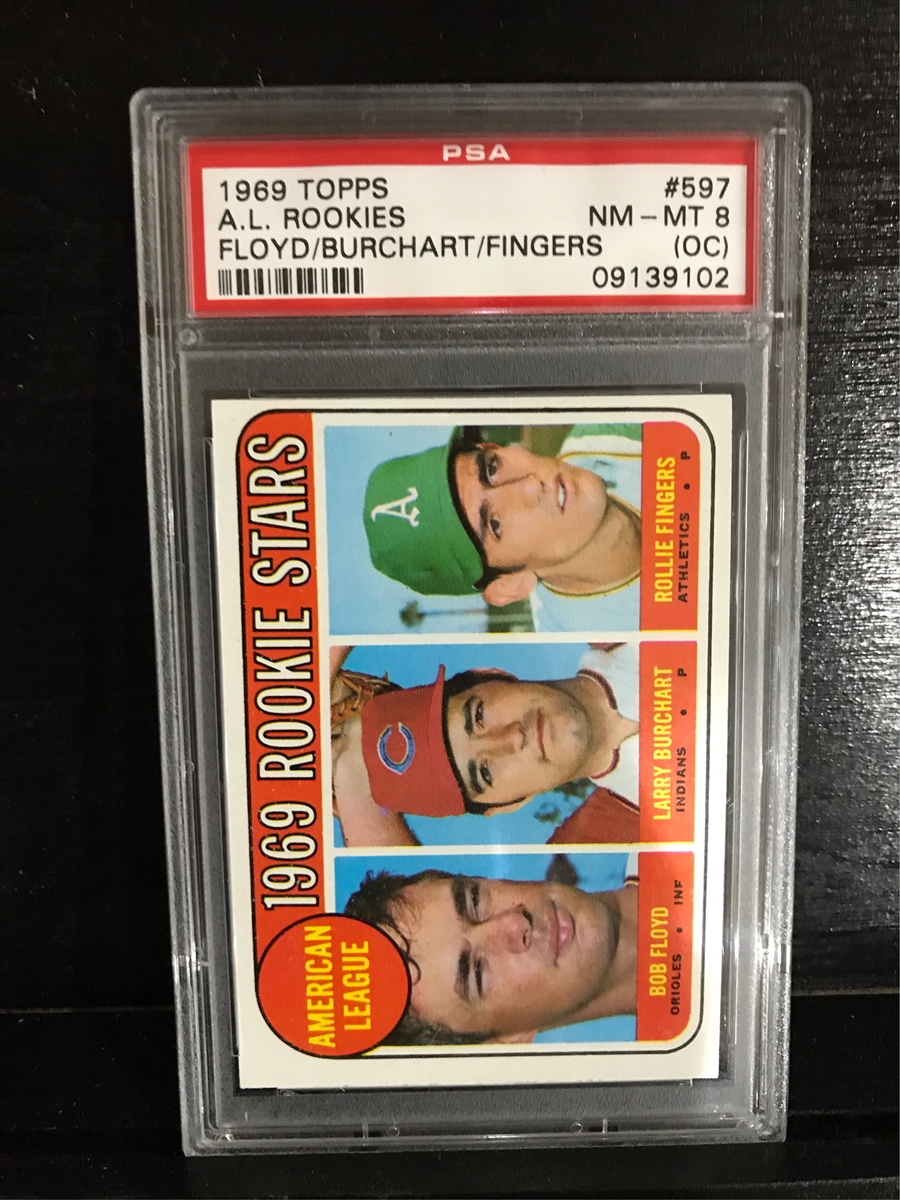 PSA
1969 TOPPS #597
A.L. ROOKIES NM – MT 8
FLOYD/BURCHART/FINGERS (OC)
09139102
1969 ROOKIE STARS
AMERICAN
LEAGUE
BOB FLOYD
ORIOLES • INF
C
LARRY BURCHART
INDIANS • P
A
ROLLIE FINGERS
ATHLETICS • P